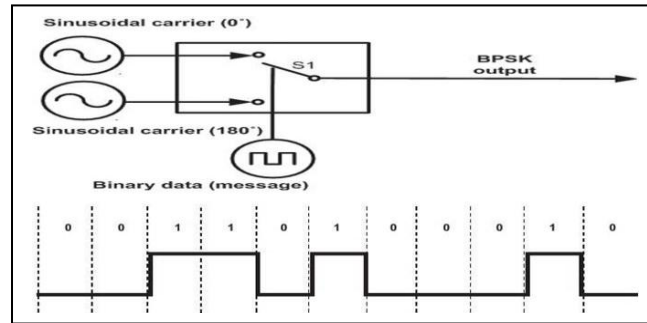 Sinusoidal carrier (0˚)
S1
BPSK
output
Sinusoidal carrier (180˚)
Binary data (message)
0 0 1 1 0 1 0 0 0 1 0